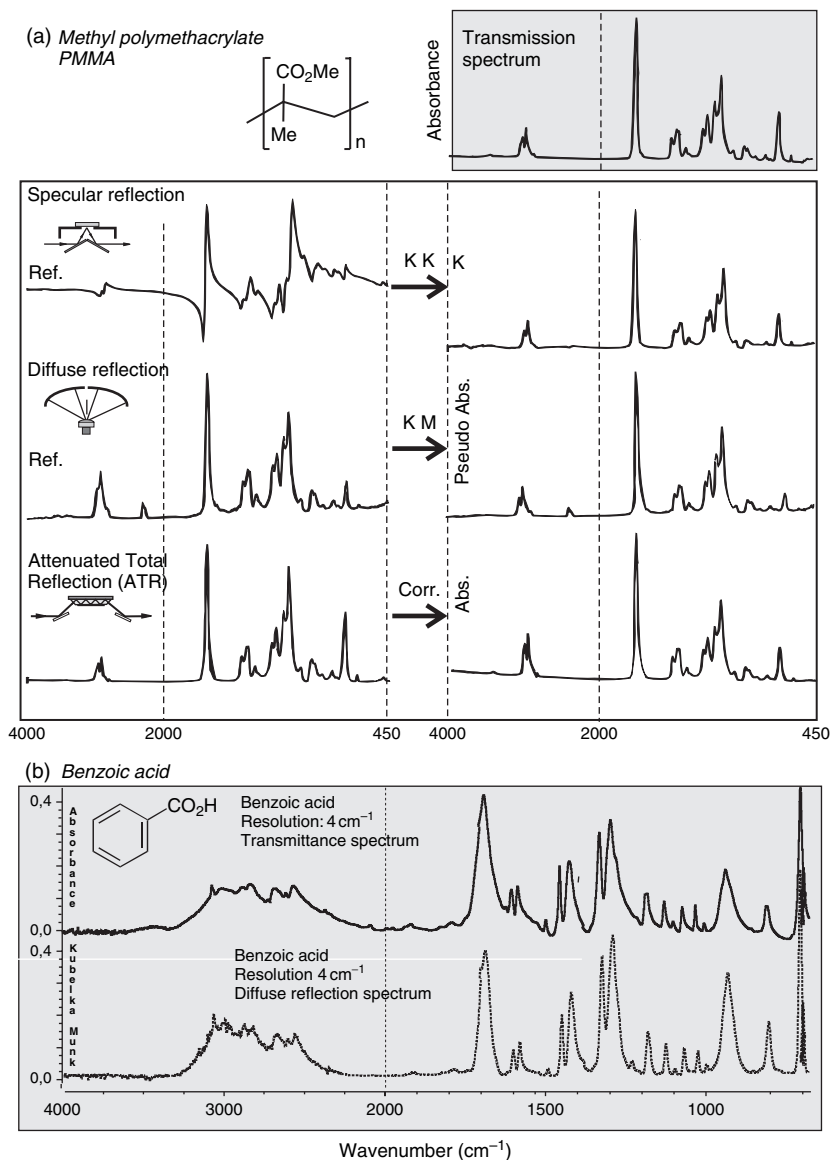 (a) Methyl polymethacrylate
PMMA
CO₂Me
Me
n
Absorbance
Transmission
spectrum
Specular reflection
Ref.
K K
K
Diffuse reflection
Ref.
K M
Pseudo Abs.
Attenuated Total
Reflection (ATR)
Corr.
Abs.
4000 2000 450 4000 2000 450
(b) Benzoic acid
0,4
Absorbance
CO₂H
Benzoic acid
Resolution: 4 cm⁻¹
Transmittance spectrum
0,0
0,4
Kubelka Munk
Benzoic acid
Resolution 4 cm⁻¹
Diffuse reflection spectrum
0,0
4000 3000 2000 1500 1000
Wavenumber (cm⁻¹)